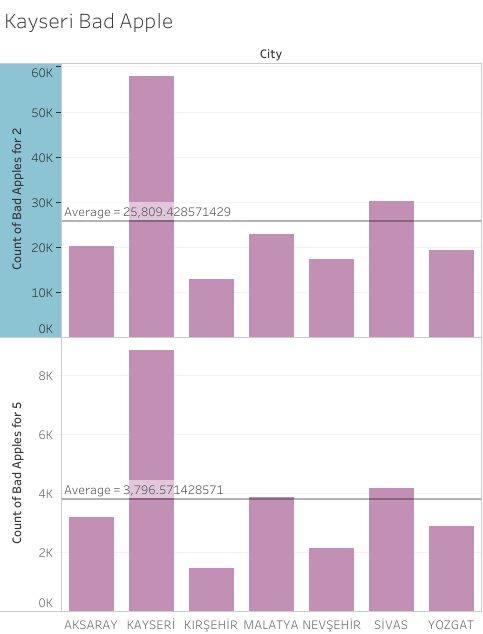 Kayseri Bad Apple
City
Count of Bad Apples for 2
60K
50K
40K
30K
20K
10K
0K
Average = 25,809.428571429
Count of Bad Apples for 5
8K
6K
4K
2K
0K
Average = 3,796.571428571
AKSARAY KAYSERİ KIRŞEHİR MALATYA NEVŞEHİR SİVAS YOZGAT